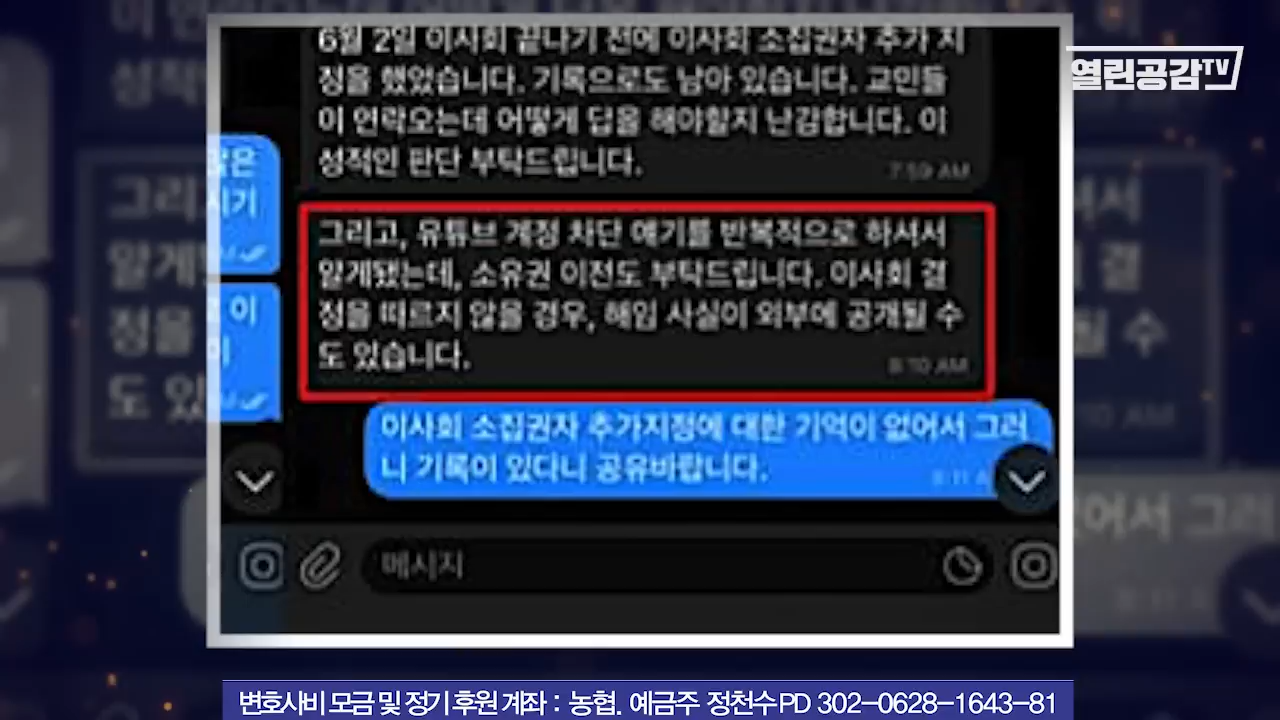 6월 2일 이사회 끝나기 전에 이사회 소집권자 추가 지
정을 했었습니다. 기록으로도 남아 있습니다. 교인들
이 연락오는데 어떻게 답을 해야할지 난감합니다. 이
성적인 판단 부탁드립니다.
7:59 AM
열린공감TV
그리고, 유튜브 계정 차단 얘기를 반복적으로 하셔서
알게됐는데, 소유권 이전도 부탁드립니다. 이사회 결
정을 따르지 않을 경우, 해임 사실이 외부에 공개될 수
도 있습니다.
8:10 AM
이사회 소집권자 추가지정에 대한 기억이 없어서 그러
니 기록이 있다니 공유바랍니다.
8:11 A
메시지
변호사비 모금 및 정기 후원 계좌 : 농협. 예금주 정천수PD 302-0628-1643-81